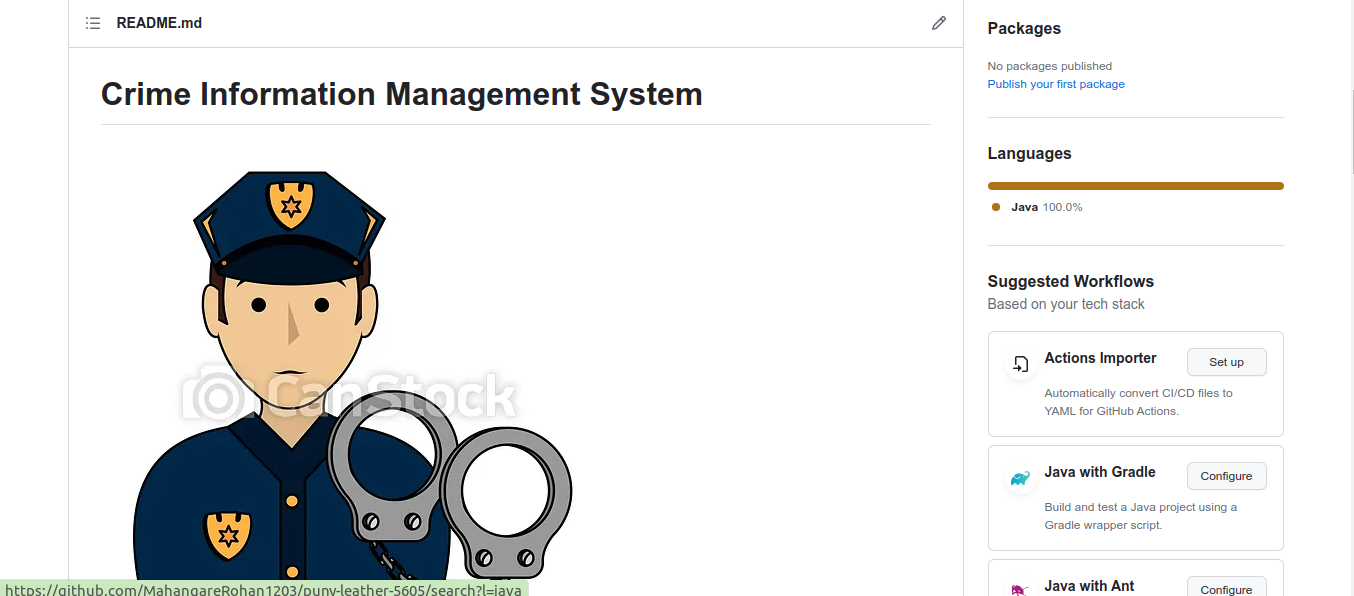 README.md
Crime Information Management System
CanStock
https://github.com/MahangareRohan1203/puny-leather-5605/search?l=java
Packages
No packages published
Publish your first package
Languages
Java 100.0%
Suggested Workflows
Based on your tech stack
Actions Importer
Set up
Automatically convert CI/CD files to
YAML for GitHub Actions.
Java with Gradle
Configure
Build and test a Java project using a
Gradle wrapper script.
Java with Ant
Configure